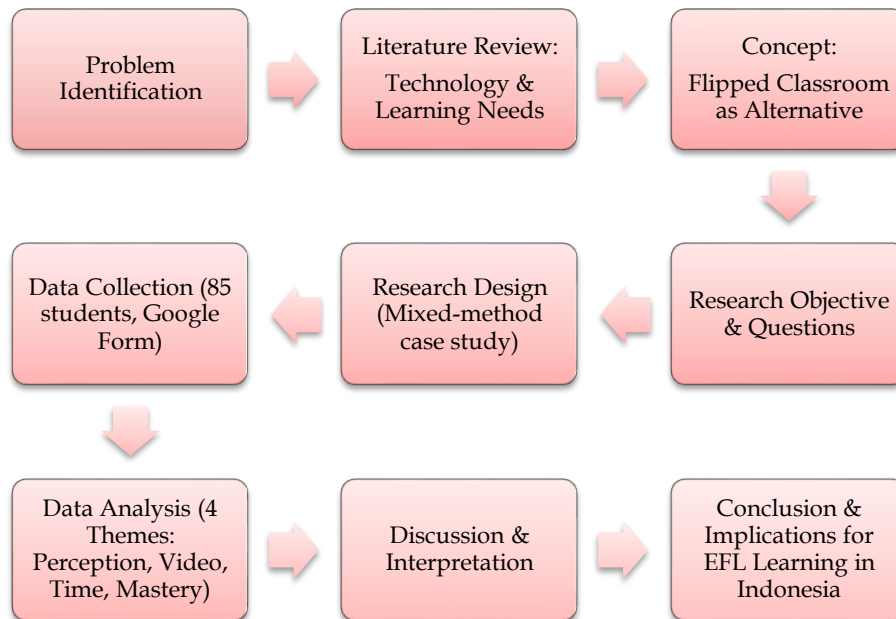 Problem
Identification
Literature Review:
Technology &
Learning Needs
Concept:
Flipped Classroom
as Alternative
Research Objective
& Questions
Research Design
(Mixed-method
case study)
Data Collection (85
students, Google
Form)
Data Analysis (4
Themes:
Perception, Video,
Time, Mastery)
Discussion &
Interpretation
Conclusion &
Implications for
EFL Learning in
Indonesia